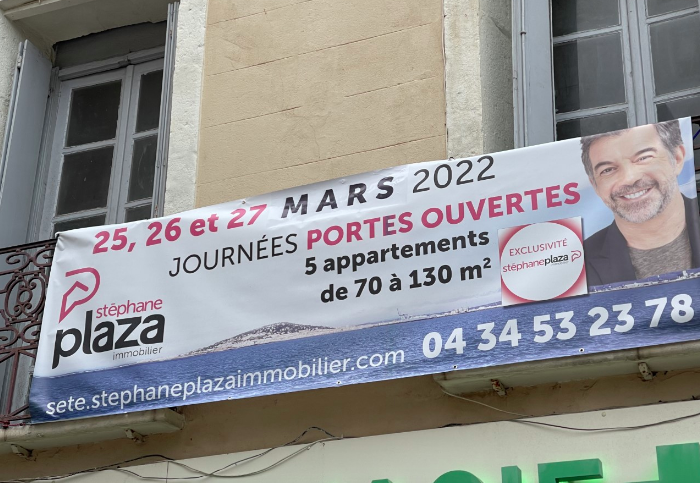 25, 26 et 27 MARS 2022
JOURNÉES PORTES OUVERTES
5 appartements
de 70 à 130 m²
EXCLUSIVITÉ
stéphaneplaza
stéphane
plaza
immobilier
04 34 53 23 78
sete.stephaneplazaimmobilier.com